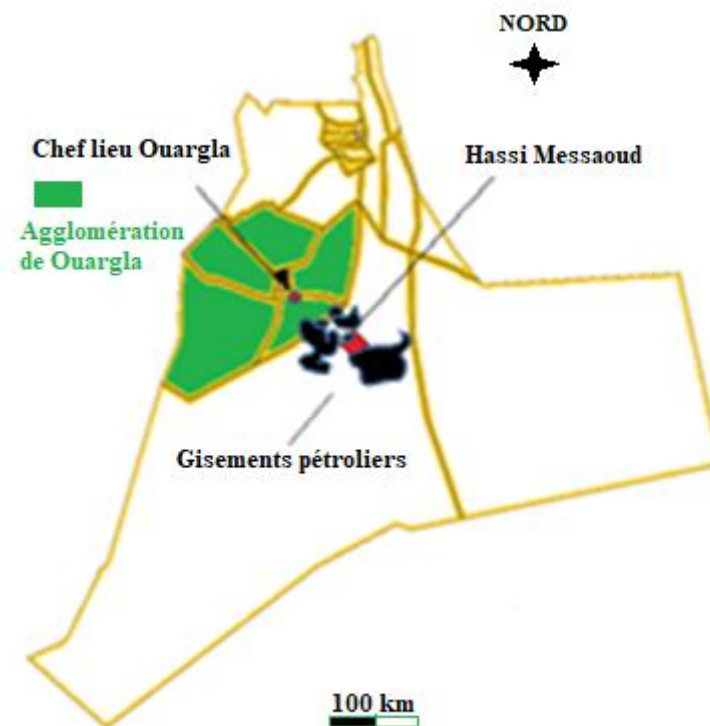 NORD
Chef lieu Ouargla
Hassi Messaoud
Agglomération
de Ouargla
Gisements pétroliers
100 km